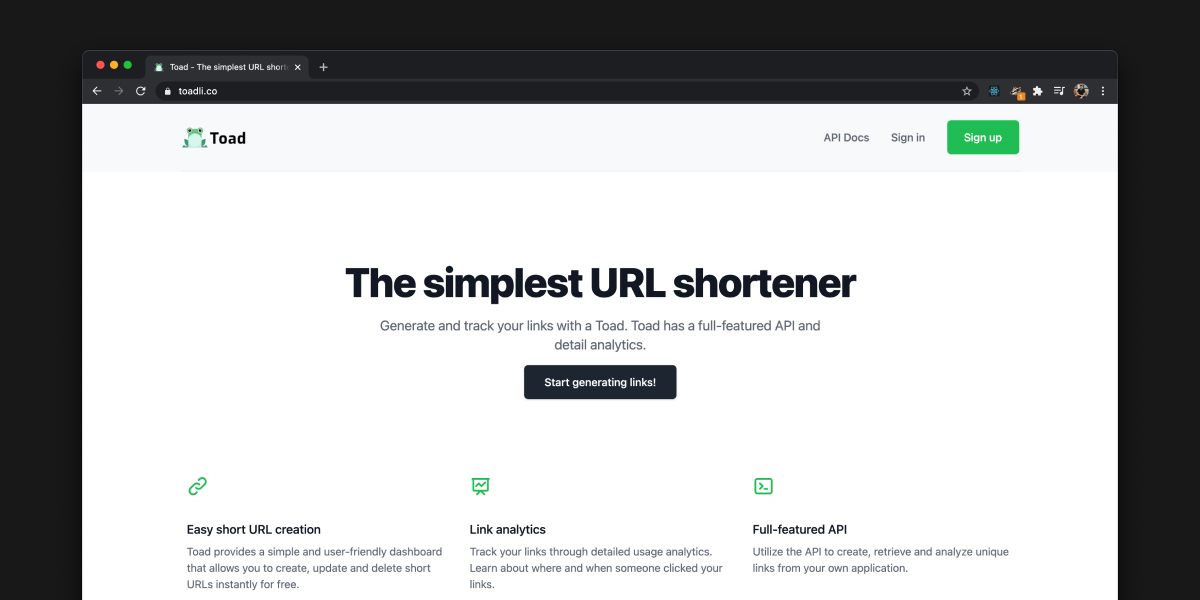 Toad - The simplest URL short
toadli.co
Toad
API Docs
Sign in
Sign up
The simplest URL shortener
Generate and track your links with a Toad. Toad has a full-featured API and
detail analytics.
Start generating links!
Easy short URL creation
Toad provides a simple and user-friendly dashboard
that allows you to create, update and delete short
URLs instantly for free.
Link analytics
Track your links through detailed usage analytics.
Learn about where and when someone clicked your
links.
Full-featured API
Utilize the API to create, retrieve and analyze unique
links from your own application.